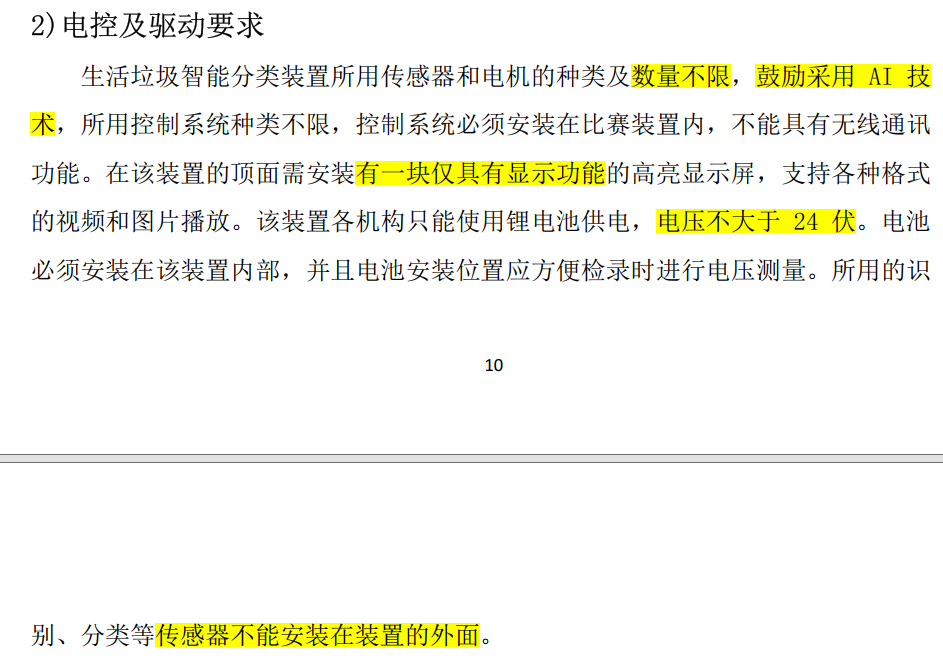 2)电控及驱动要求
生活垃圾智能分类装置所用传感器和电机的种类及数量不限，鼓励采用 AI 技
术，所用控制系统种类不限，控制系统必须安装在比赛装置内，不能具有无线通讯
功能。在该装置的顶面需安装有一块仅具有显示功能的高亮显示屏，支持各种格式
的视频和图片播放。该装置各机构只能使用锂电池供电，电压不大于 24 伏。电池
必须安装在该装置内部，并且电池安装位置应方便检录时进行电压测量。所用的识
10
别、分类等传感器不能安装在装置的外面。